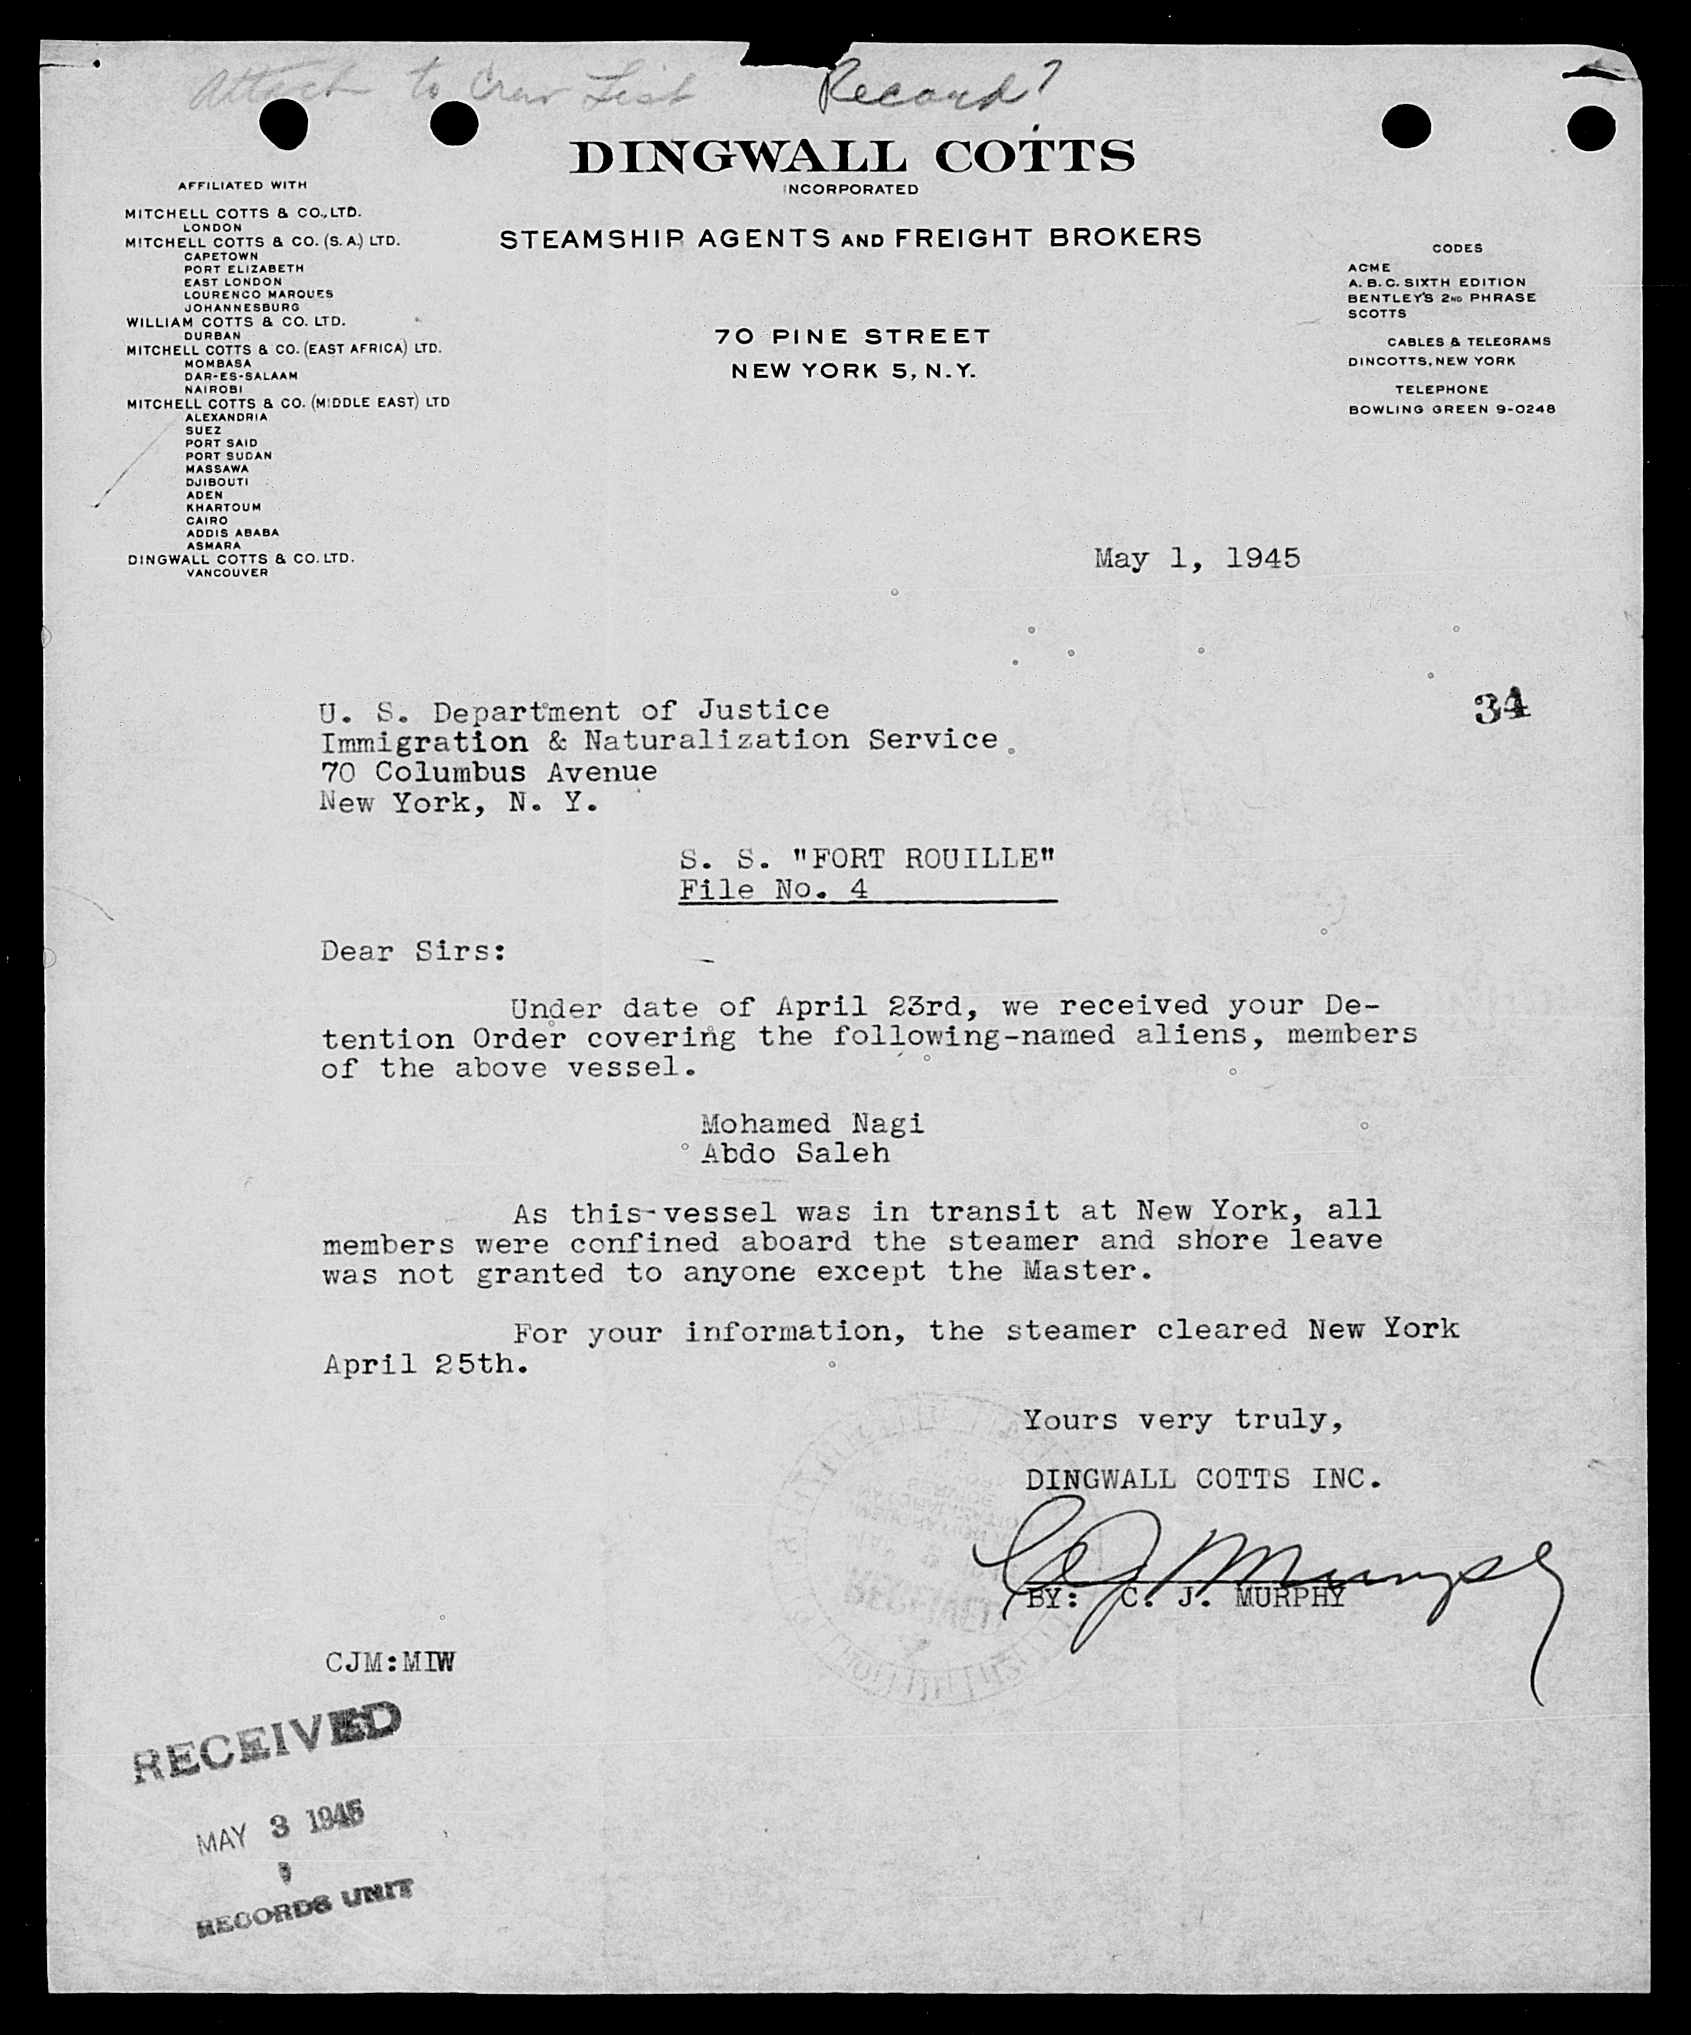 Attach to Crew List Record?
DINGWALL COTTS
INCORPORATED
STEAMSHIP AGENTS AND FREIGHT BROKERS
70 PINE STREET
NEW YORK 5, N.Y.
AFFILIATED WITH
MITCHELL COTTS & CO., LTD.
LONDON
MITCHELL COTTS & CO. (S. A.) LTD.
CAPETOWN
PORT ELIZABETH
EAST LONDON
LOURENCO MARQUES
JOHANNESBURG
WILLIAM COTTS & CO. LTD.
DURBAN
MITCHELL COTTS & CO. (EAST AFRICA) LTD.
MOMBASA
DAR-ES-SALAAM
NAIROBI
MITCHELL COTTS & CO. (MIDDLE EAST) LTD
ALEXANDRIA
SUEZ
PORT SAID
PORT SUDAN
MASSAWA
DJIBOUTI
ADEN
KHARTOUM
CAIRO
ADDIS ABABA
ASMARA
DINGWALL COTTS & CO. LTD.
VANCOUVER
CODES
ACME
A. B. C. SIXTH EDITION
BENTLEY'S 2ND PHRASE
SCOTTS
CABLES & TELEGRAMS
DINCOTTS, NEW YORK
TELEPHONE
BOWLING GREEN 9-0248
May 1, 1945
34
U. S. Department of Justice
Immigration & Naturalization Service
70 Columbus Avenue
New York, N. Y.
S. S. "FORT ROUILLE"
File No. 4
Dear Sirs:
Under date of April 23rd, we received your De-
tention Order covering the following-named aliens, members
of the above vessel.
Mohamed Nagi
Abdo Saleh
As this vessel was in transit at New York, all
members were confined aboard the steamer and shore leave
was not granted to anyone except the Master.
For your information, the steamer cleared New York
April 25th.
Yours very truly,
DINGWALL COTTS INC.
C J Murphy
BY: C. J. MURPHY
CJM:MIW
RECEIVED
MAY 3 1945
RECORDS UNIT